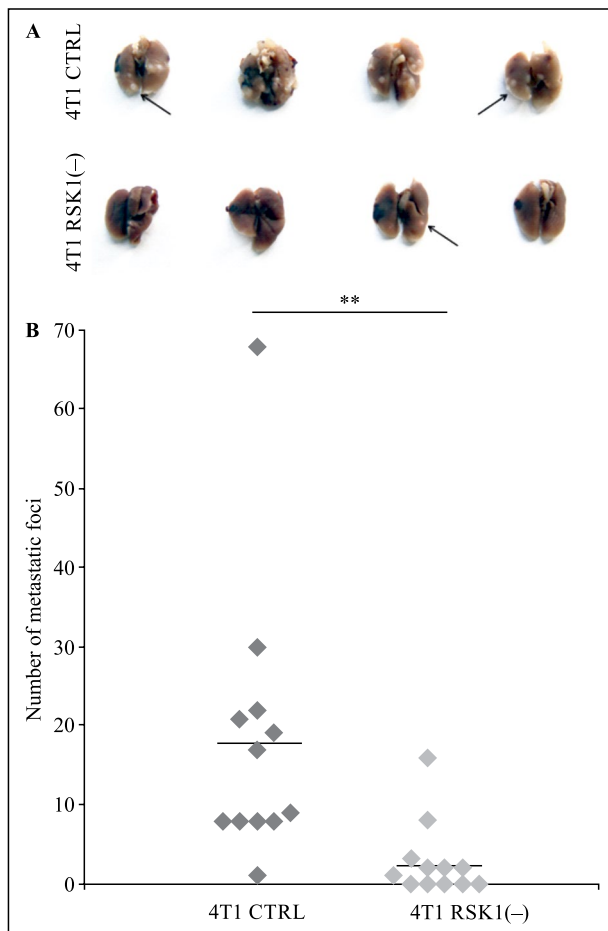 A
4T1 CTRL
4T1 RSK1(–)
**
B
70
60
50
40
30
20
10
0
Number of metastatic foci
4T1 CTRL
4T1 RSK1(–)